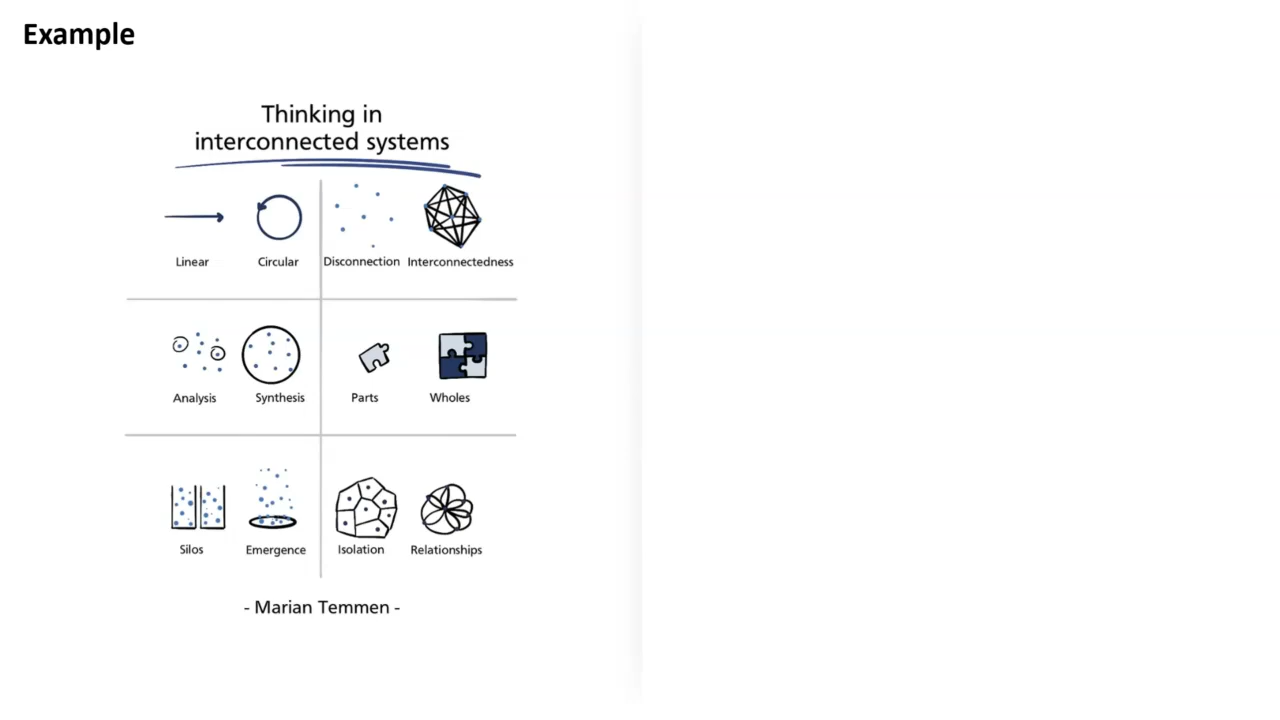 Example
Thinking in
interconnected systems
Linear Circular Disconnection Interconnectedness
Analysis Synthesis Parts Wholes
Silos Emergence Isolation Relationships
- Marian Temmen -